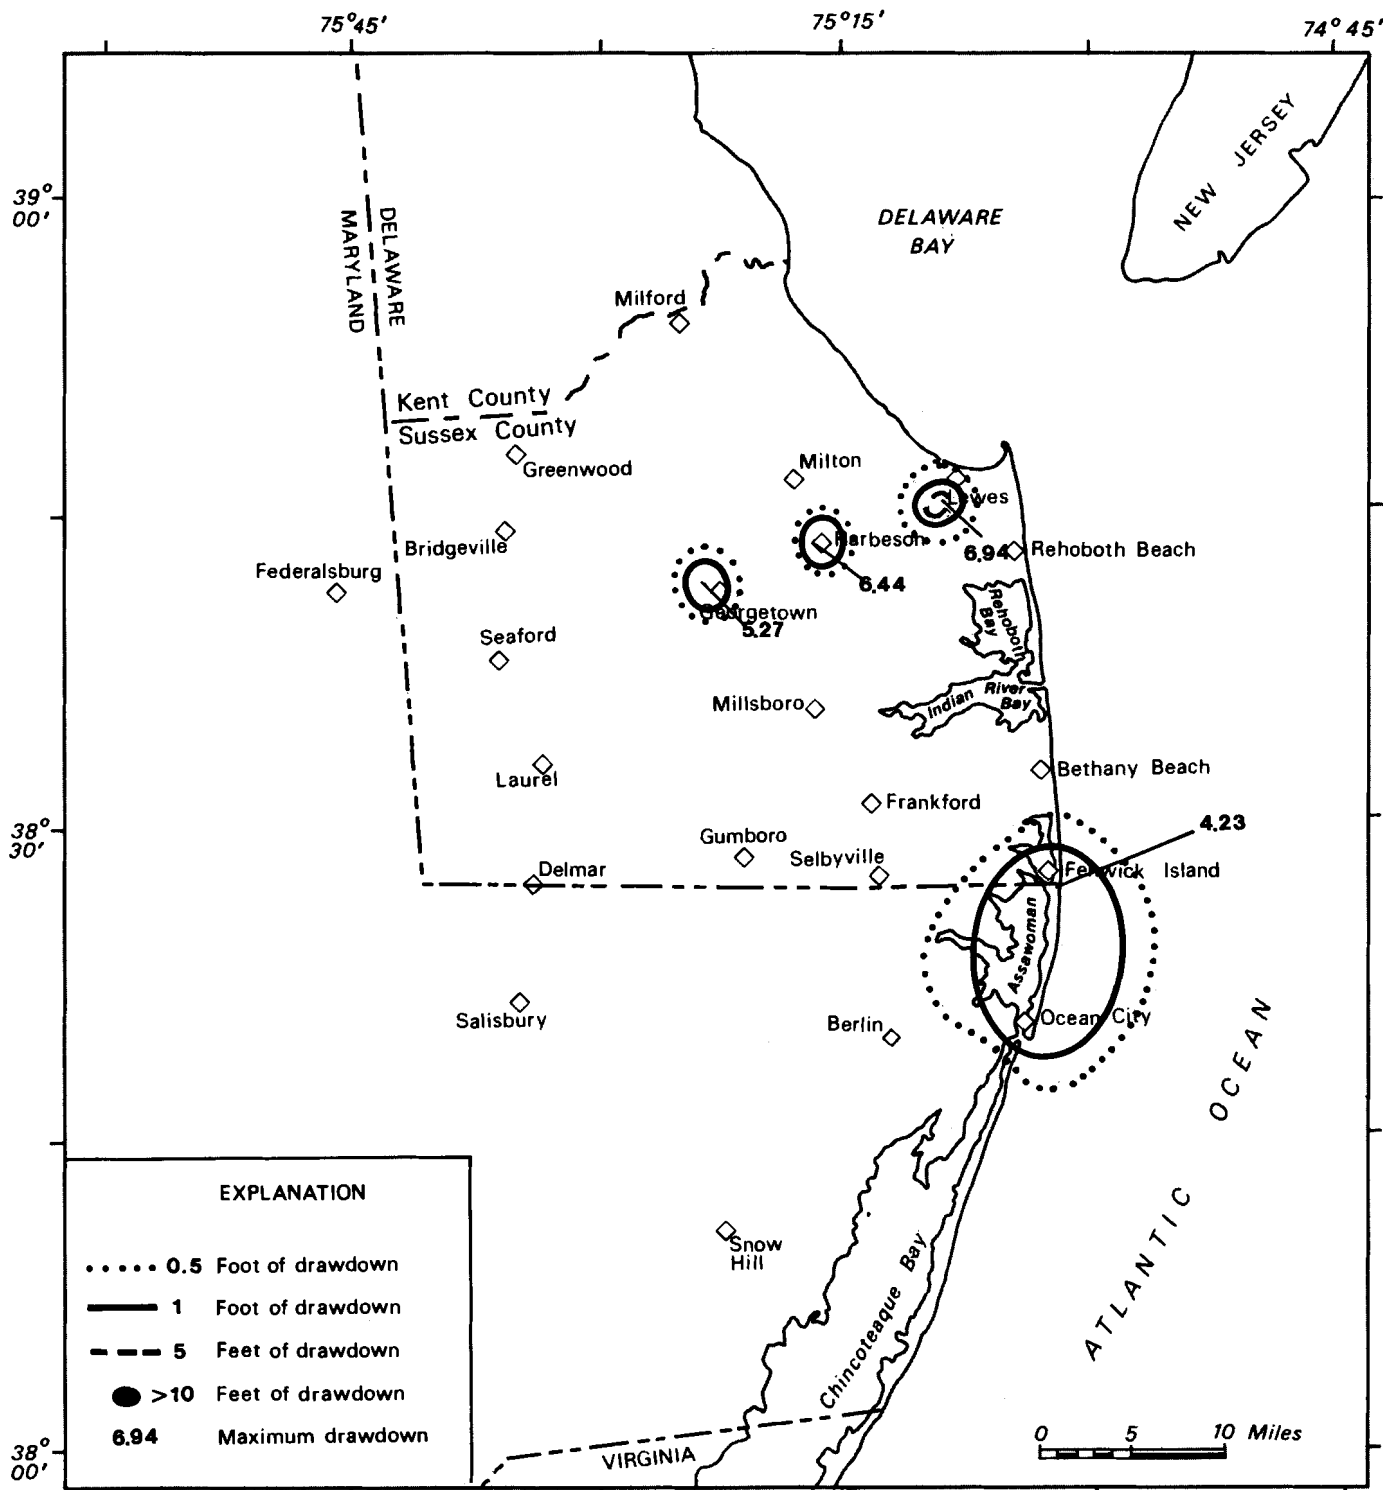 75°45′
75°15′
74°45′
39°
00′
NEW JERSEY
DELAWARE
BAY
DELAWARE
MARYLAND
Milford
Kent County
Sussex County
Greenwood
Milton
Lewes
Bridgeville
Harbeson
6.94
Rehoboth Beach
Federalsburg
6.44
Georgetown
5.27
Rehoboth
Bay
Seaford
Indian River
Bay
Millsboro
Laurel
Bethany Beach
Frankford
38°
30′
4.23
Gumboro
Selbyville
Delmar
Fenwick Island
Assawoman
Salisbury
Berlin
Ocean City
ATLANTIC OCEAN
Snow
Hill
Chincoteaque Bay
VIRGINIA
EXPLANATION
0.5 Foot of drawdown
1 Foot of drawdown
5 Feet of drawdown
>10 Feet of drawdown
6.94 Maximum drawdown
38°
00′
0 5 10 Miles